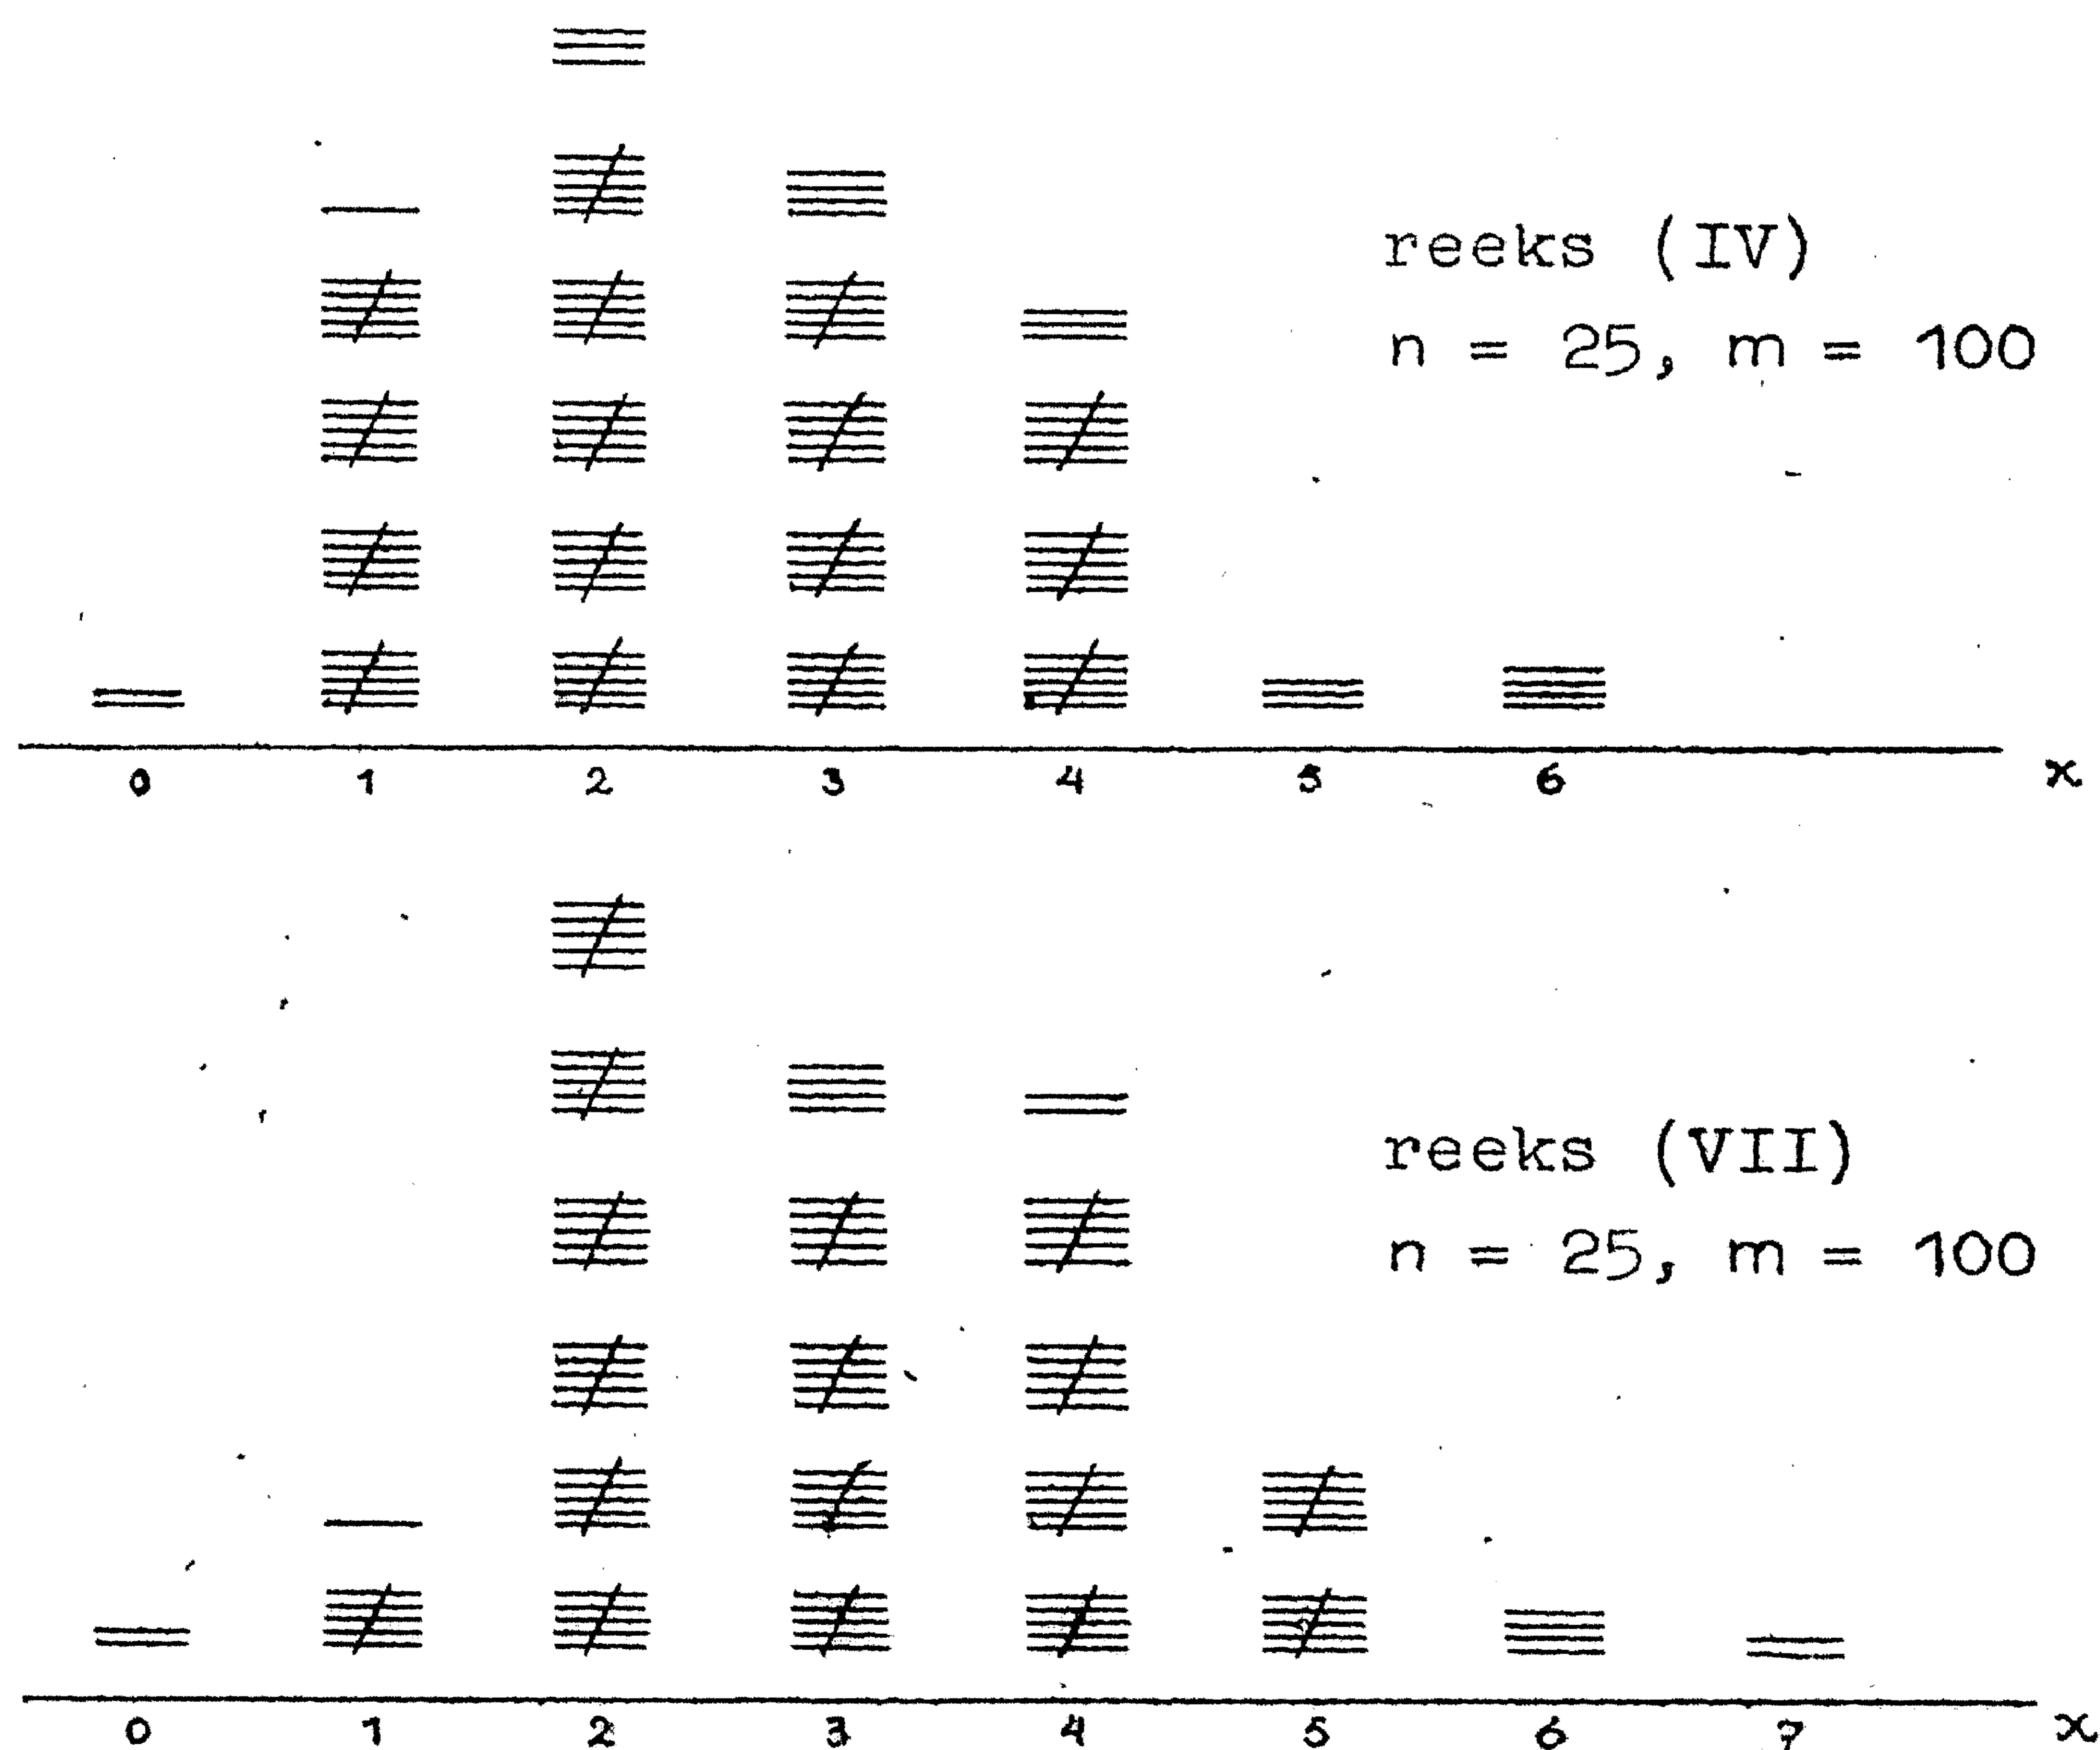 reeks (IV)
n = 25, m = 100
0 1 2 3 4 5 6 x
reeks (VII)
n = 25, m = 100
0 1 2 3 4 5 6 7 x